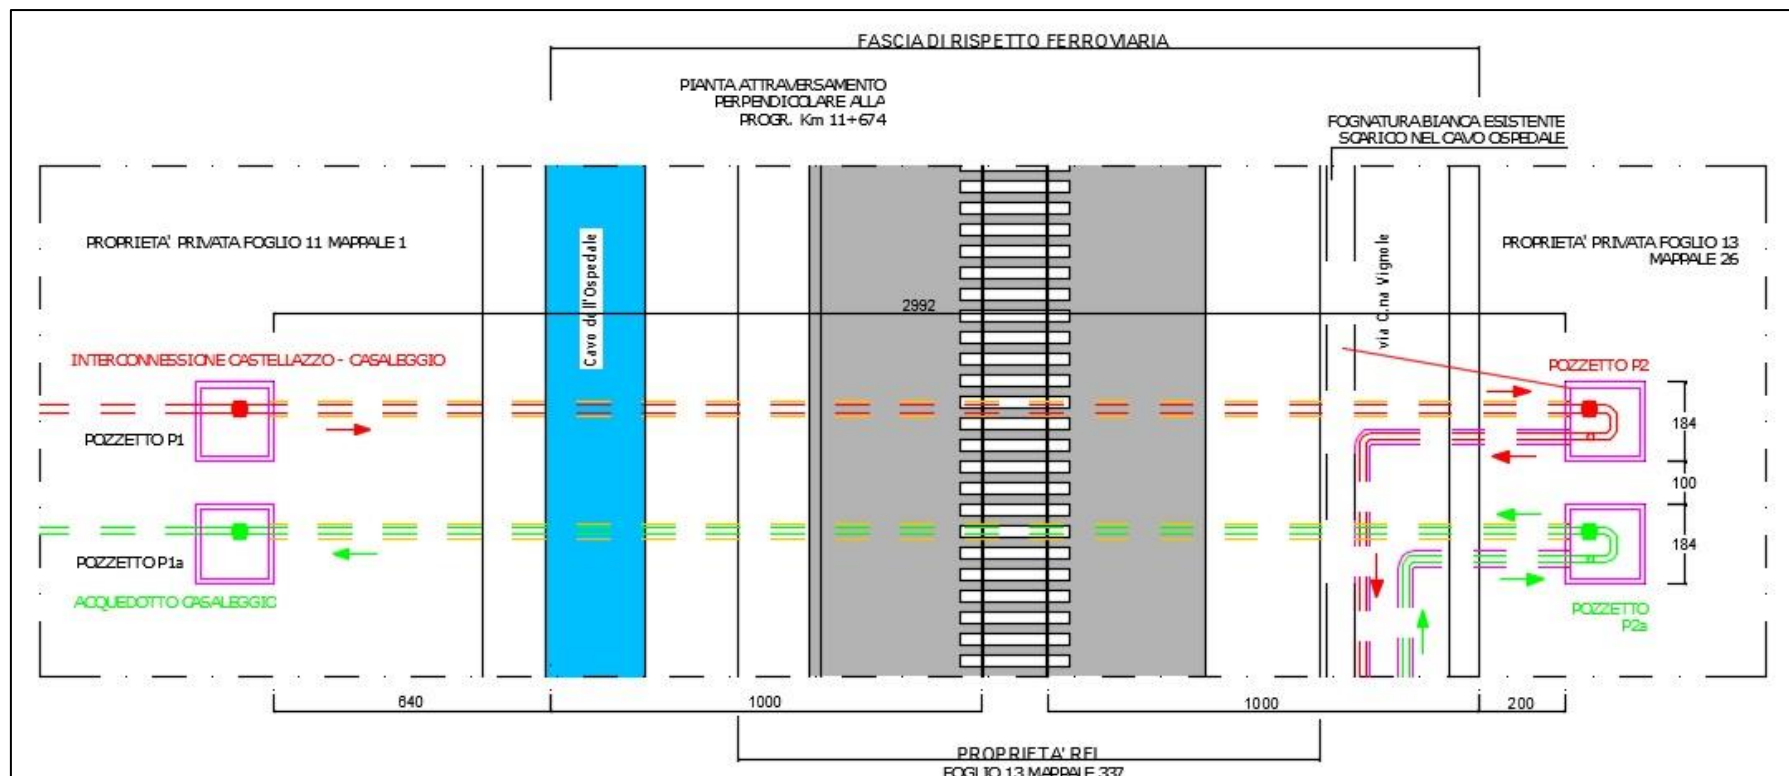 FASCIA DI RISPETTO FERROVIARIA
PIANTA ATTRAVERSAMENTO
PERPENDICOLARE ALLA
PROGR. Km 11+674
FOGNATURA BIANCA ESISTENTE
SCARICO NEL CAVO OSPEDALE
PROPRIETA' PRIVATA FOGLIO 11 MAPPALE 1
Cavo dell'Ospedale
via C.na Vignole
PROPRIETA' PRIVATA FOGLIO 13
MAPPALE 26
2992
INTERCONNESSIONE CASTELLAZZO - CASALEGGIO
POZZETTO P2
POZZETTO P1
184
100
184
POZZETTO P1a
ACQUEDOTTO CASALEGGIO
POZZETTO
P2a
640
1000
1000
200
PROPRIETA' RFI
FOGLIO 13 MAPPALE 337